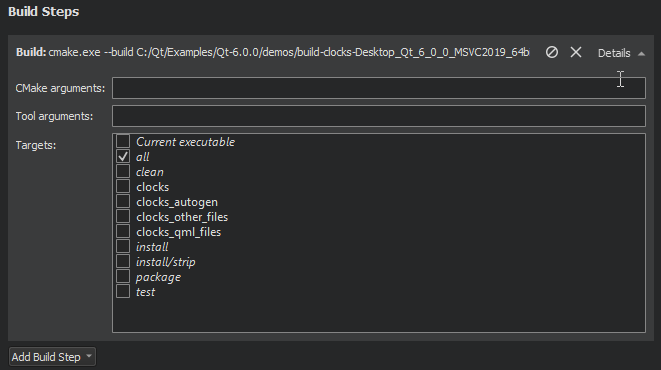 Build Steps
Build: cmake.exe --build C:/Qt/Examples/Qt-6.0.0/demos/build-clocks-Desktop_Qt_6_0_0_MSVC2019_64b
Details
CMake arguments:
Tool arguments:
Targets:
Current executable
all
clean
clocks
clocks_autogen
clocks_other_files
clocks_qml_files
install
install/strip
package
test
Add Build Step